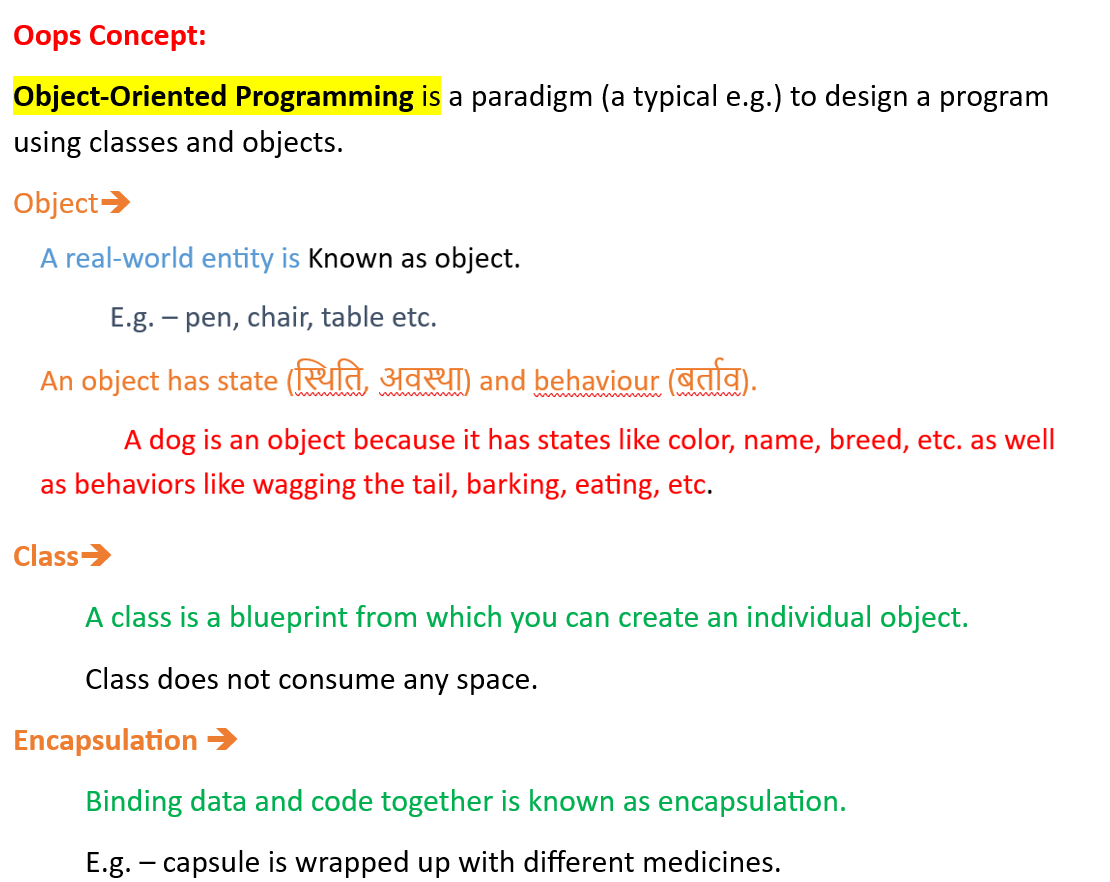 Oops Concept:
Object-Oriented Programming is a paradigm (a typical e.g.) to design a program
using classes and objects.
Object➔
A real-world entity is Known as object.
E.g. – pen, chair, table etc.
An object has state (स्थिति, अवस्था) and behaviour (बर्ताव).
A dog is an object because it has states like color, name, breed, etc. as well
as behaviors like wagging the tail, barking, eating, etc.
Class➔
A class is a blueprint from which you can create an individual object.
Class does not consume any space.
Encapsulation ➔
Binding data and code together is known as encapsulation.
E.g. – capsule is wrapped up with different medicines.